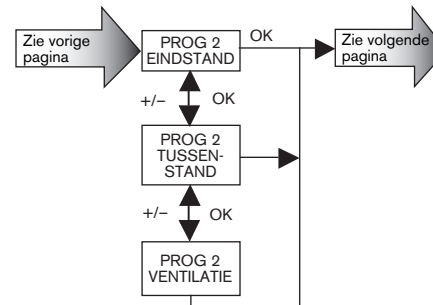 Zie vorige
pagina
PROG 2
EINDSTAND
OK
Zie volgende
pagina
+/– OK
PROG 2
TUSSEN-
STAND
+/– OK
PROG 2
VENTILATIE